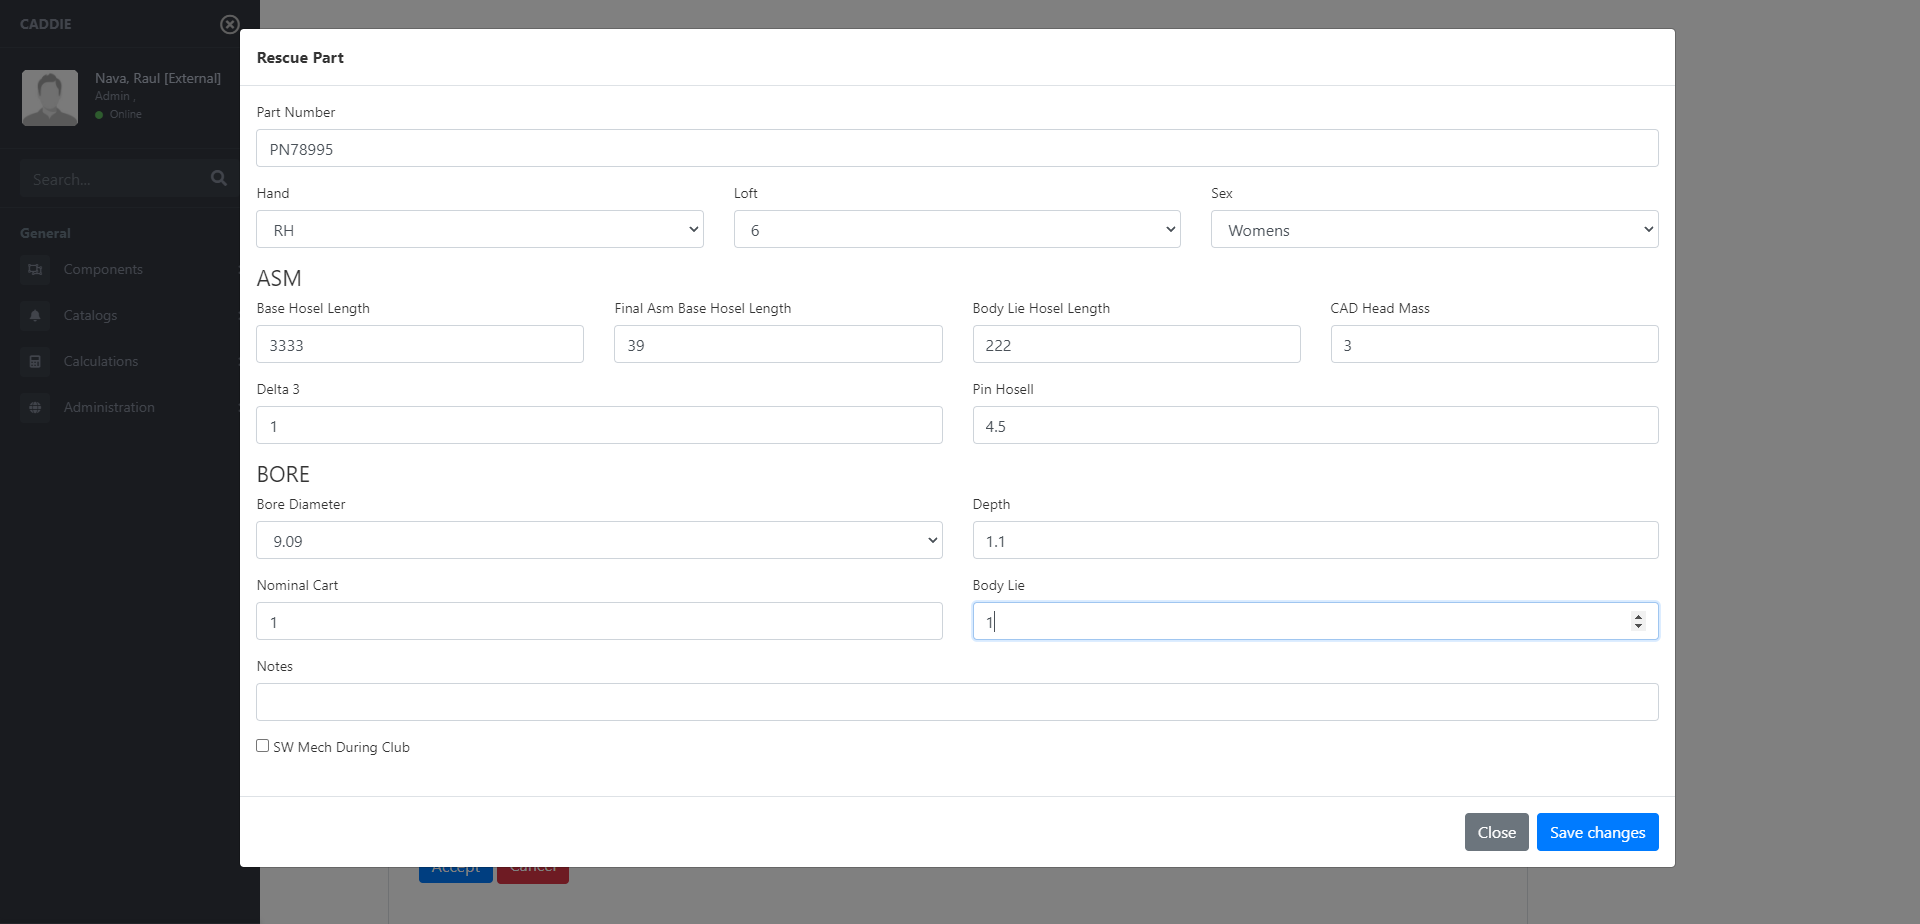 CADDIE
Nava, Raul [External]
Admin ,
Online
Search...
General
Components
Catalogs
Calculations
Administration
Rescue Part
Part Number
PN78995
Hand Loft Sex
RH 6 Womens
ASM
Base Hosel Length Final Asm Base Hosel Length Body Lie Hosel Length CAD Head Mass
3333 39 222 3
Delta 3 Pin Hosell
1 4.5
BORE
Bore Diameter Depth
9.09 1.1
Nominal Cart Body Lie
1 1
Notes
SW Mech During Club
Close Save changes
Accept Cancel